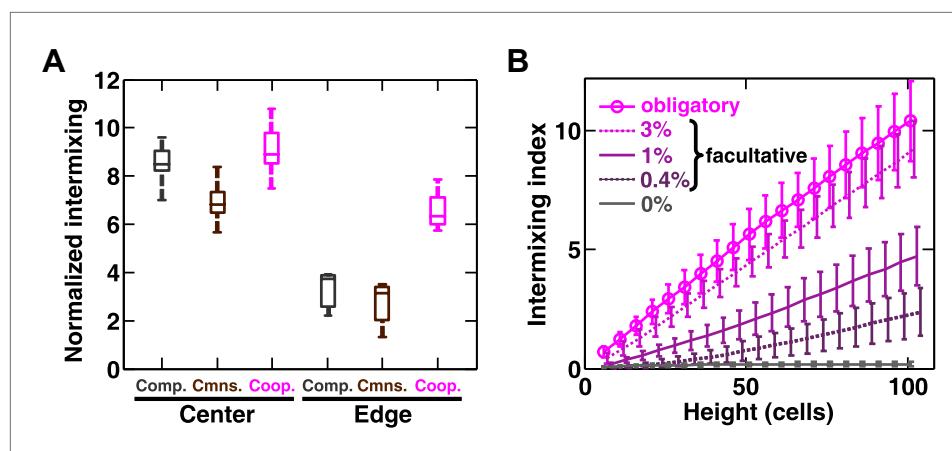 A
Normalized intermixing
12
10
8
6
4
2
0
Comp. Cmns. Coop. Comp. Cmns. Coop.
Center Edge
B
Intermixing index
10
5
0
obligatory
3%
1%
0.4%
facultative
0%
0 50 100
Height (cells)